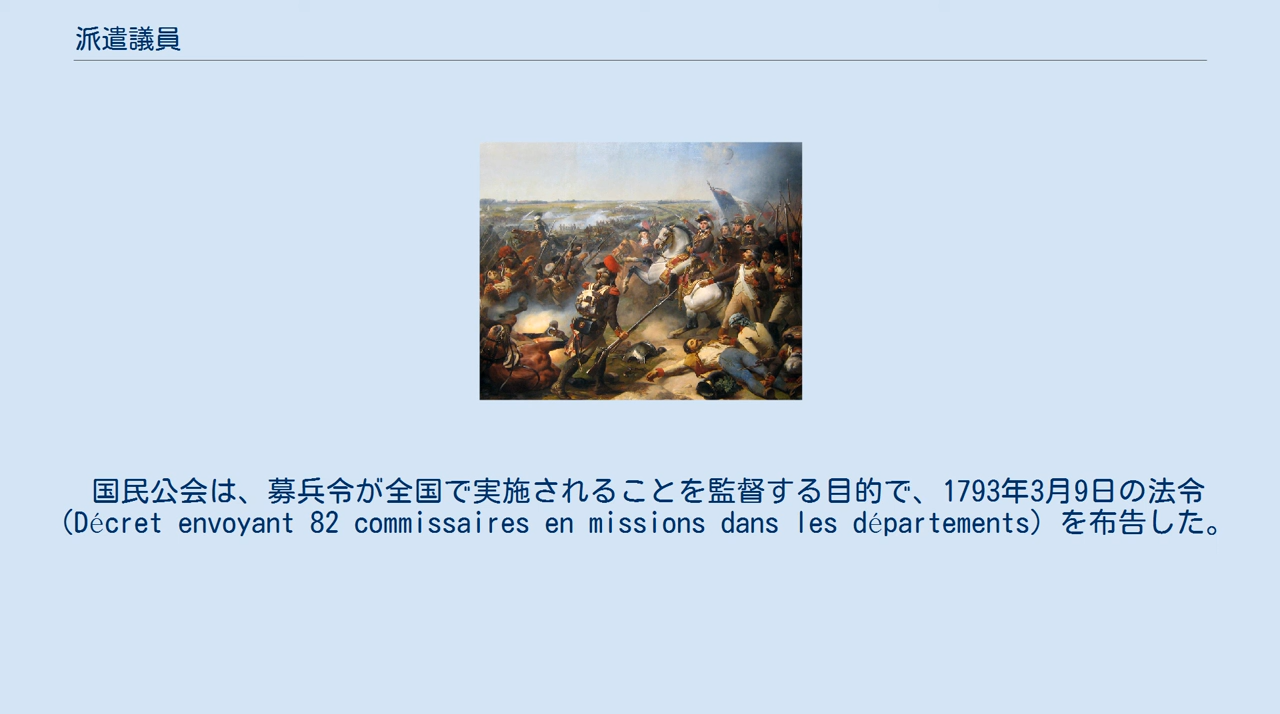 派遣議員
国民公会は、募兵令が全国で実施されることを監督する目的で、1793年3月9日の法令
（Décret envoyant 82 commissaires en missions dans les départements）を布告した。